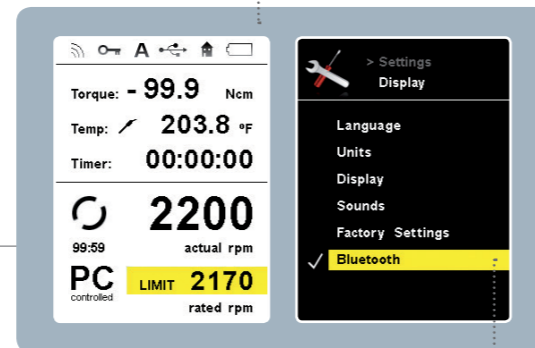 A
Torque: - 99.9 Ncm
Temp: 203.8 °F
Timer: 00:00:00
2200
99:59 actual rpm
PC
controlled
LIMIT 2170
rated rpm
> Settings
Display
Language
Units
Display
Sounds
Factory Settings
Bluetooth